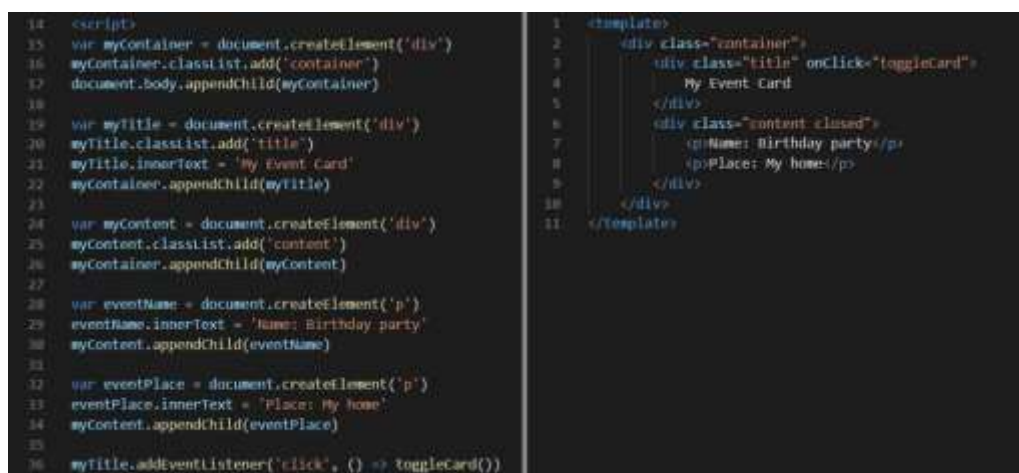 14 <script>
15 var myContainer = document.createElement('div')
16 myContainer.classList.add('container')
17 document.body.appendChild(myContainer)
18
19 var myTitle = document.createElement('div')
20 myTitle.classList.add('title')
21 myTitle.innerText = 'My Event Card'
22 myContainer.appendChild(myTitle)
23
24 var myContent = document.createElement('div')
25 myContent.classList.add('content')
26 myContainer.appendChild(myContent)
27
28 var eventName = document.createElement('p')
29 eventName.innerText = 'Name: Birthday party'
30 myContent.appendChild(eventName)
31
32 var eventPlace = document.createElement('p')
33 eventPlace.innerText = 'Place: My home'
34 myContent.appendChild(eventPlace)
35
36 myTitle.addEventListener('click', () => toggleCard())
1 <template>
2 <div class="container">
3 <div class="title" onClick="toggleCard">
4 My Event Card
5 </div>
6 <div class="content closed">
7 <p>Name: Birthday party</p>
8 <p>Place: My home</p>
9 </div>
10 </div>
11 </template>